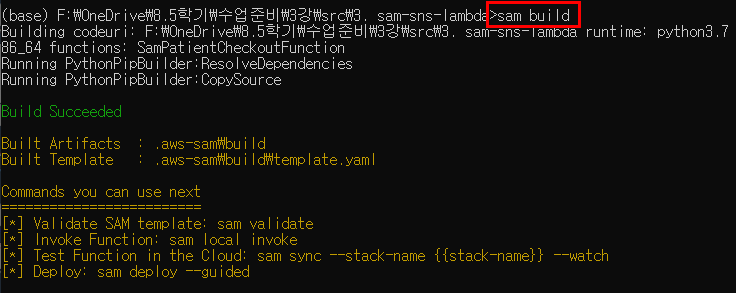 (base) F:₩OneDrive₩8.5학기₩수업준비₩3강₩src₩3. sam-sns-lambda>sam build
Building codeuri: F:₩OneDrive₩8.5학기₩수업준비₩3강₩src₩3. sam-sns-lambda runtime: python3.7
86_64 functions: SamPatientCheckoutFunction
Running PythonPipBuilder:ResolveDependencies
Running PythonPipBuilder:CopySource
Build Succeeded
Built Artifacts  : .aws-sam₩build
Built Template   : .aws-sam₩build₩template.yaml
Commands you can use next
=========================
[*] Validate SAM template: sam validate
[*] Invoke Function: sam local invoke
[*] Test Function in the Cloud: sam sync --stack-name {{stack-name}} --watch
[*] Deploy: sam deploy --guided